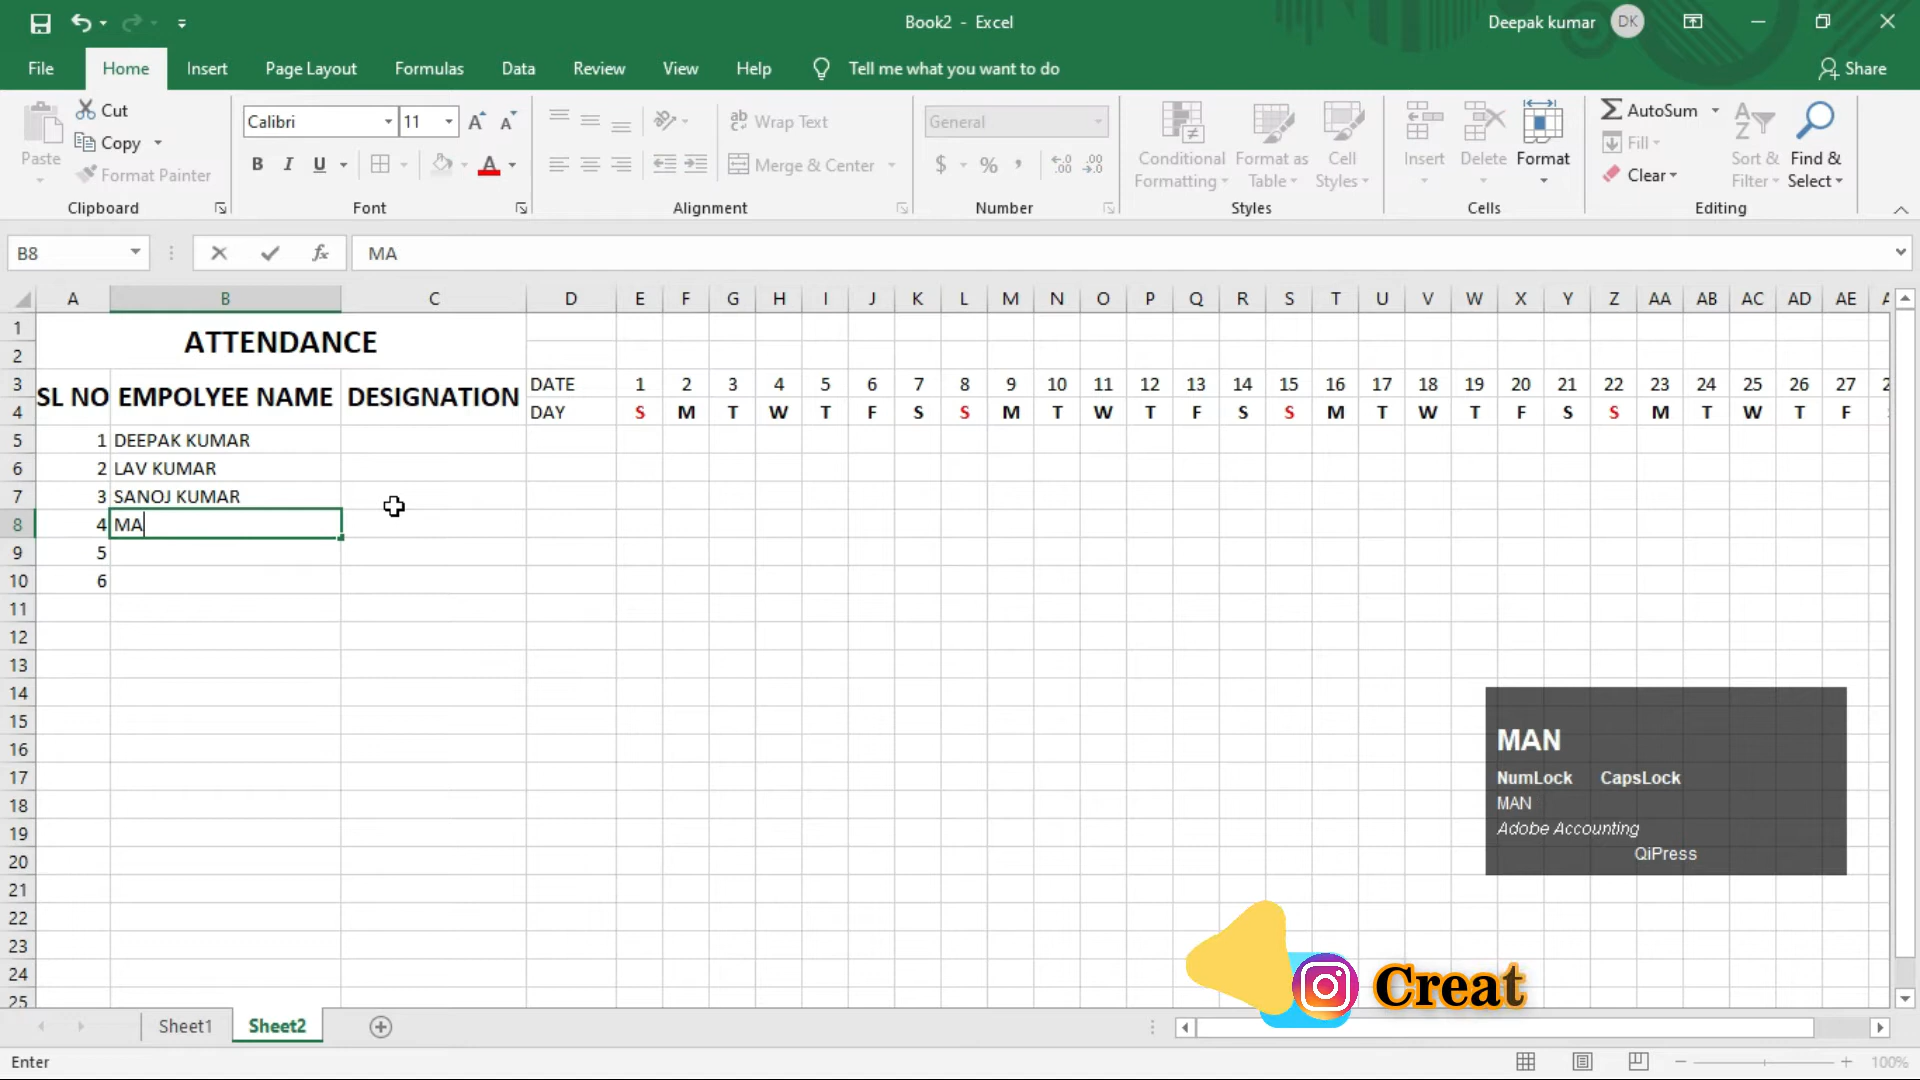 Book2 - Excel
Deepak kumar DK
File Home Insert Page Layout Formulas Data Review View Help Tell me what you want to do Share
Paste Cut Copy Format Painter Clipboard
Calibri 11 A A B I U A Font
ab Wrap Text Merge & Center Alignment
General $ % , .0 .00 Number
Conditional Formatting Format as Table Cell Styles Styles
Insert Delete Format Cells
AutoSum Fill Clear Sort & Filter Find & Select Editing
B8 fx MA
A B C D E F G H I J K L M N O P Q R S T U V W X Y Z AA AB AC AD AE
1 ATTENDANCE
2
3 SL NO EMPOLYEE NAME DESIGNATION DATE 1 2 3 4 5 6 7 8 9 10 11 12 13 14 15 16 17 18 19 20 21 22 23 24 25 26 27
4 DAY S M T W T F S S M T W T F S S M T W T F S S M T W T F
5 1 DEEPAK KUMAR
6 2 LAV KUMAR
7 3 SANOJ KUMAR
8 4 MA
9 5
10 6
11
12
13
14
15
16
17
18
19
20
21
22
23
24
25
MAN
NumLock CapsLock
MAN
Adobe Accounting
QiPress
Creat
Sheet1 Sheet2
Enter 100%